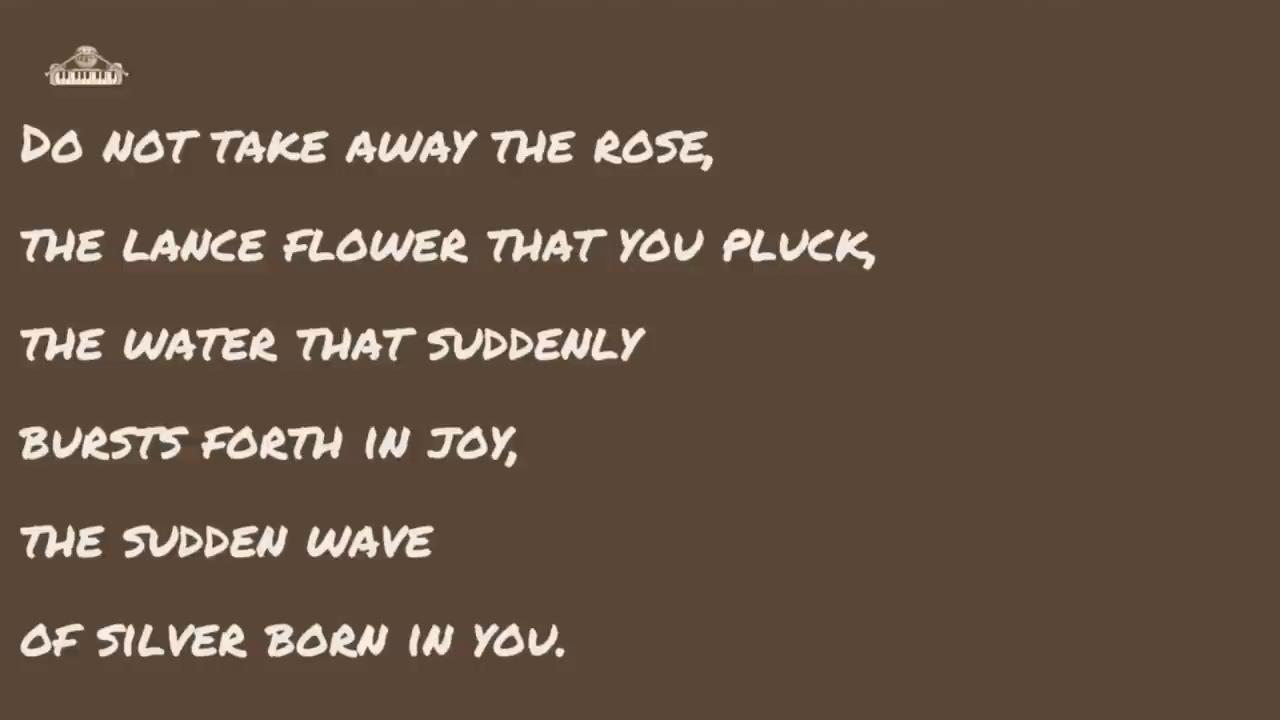 Do not take away the rose,
the lance flower that you pluck,
the water that suddenly
bursts forth in joy,
the sudden wave
of silver born in you.